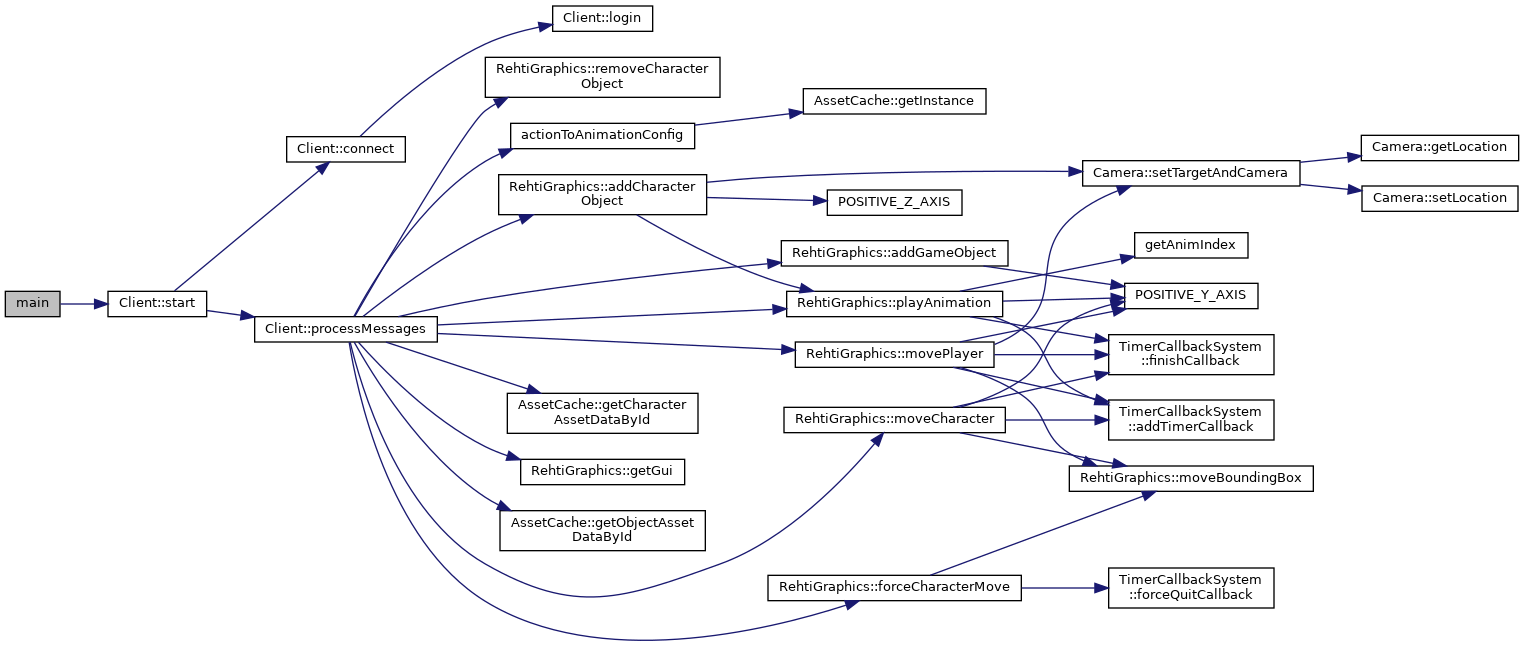 Client::login
RehtiGraphics::removeCharacter
Object
AssetCache::getInstance
actionToAnimationConfig
Client::connect
Camera::getLocation
Camera::setTargetAndCamera
RehtiGraphics::addCharacter
Object
POSITIVE_Z_AXIS
Camera::setLocation
getAnimIndex
RehtiGraphics::addGameObject
POSITIVE_Y_AXIS
main
Client::start
RehtiGraphics::playAnimation
Client::processMessages
TimerCallbackSystem
::finishCallback
RehtiGraphics::movePlayer
AssetCache::getCharacter
AssetDataById
RehtiGraphics::moveCharacter
TimerCallbackSystem
::addTimerCallback
RehtiGraphics::getGui
RehtiGraphics::moveBoundingBox
AssetCache::getObjectAsset
DataById
RehtiGraphics::forceCharacterMove
TimerCallbackSystem
::forceQuitCallback